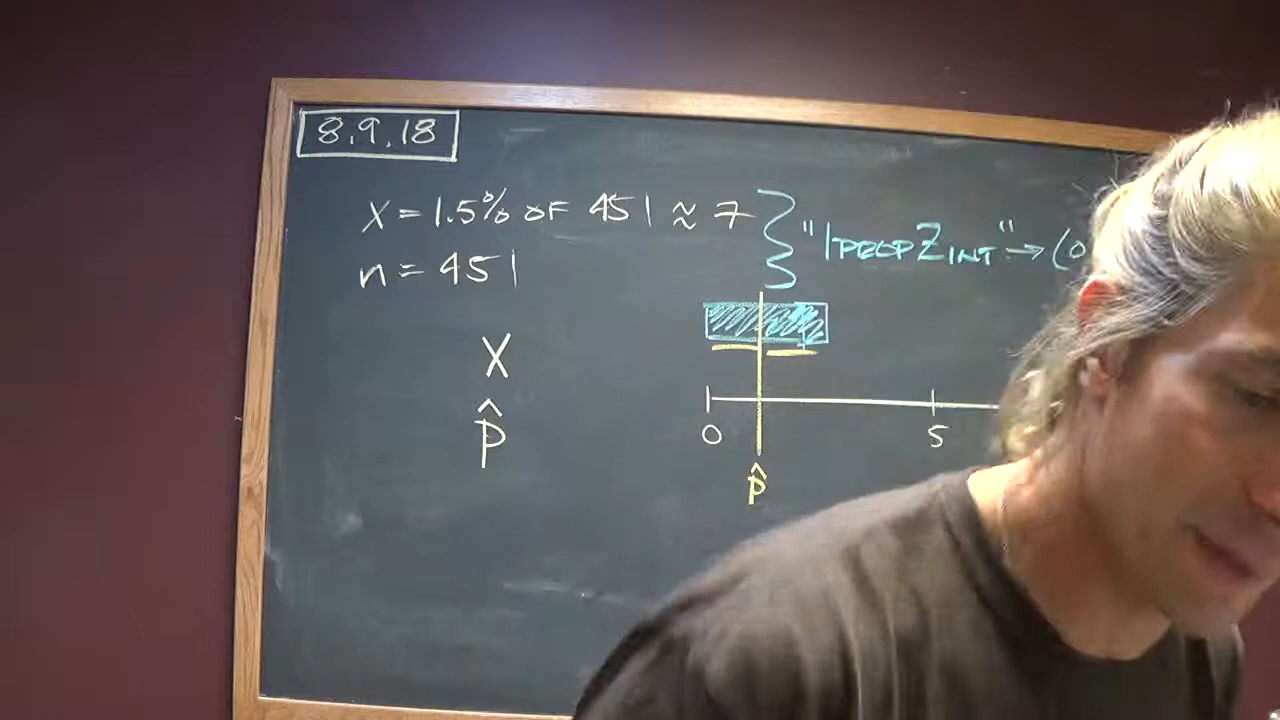 8.9.18
X = 1.5% OF 451 ≈ 7
"1PROPZINT" → (0
n = 451
X
p̂
0
5
p̂